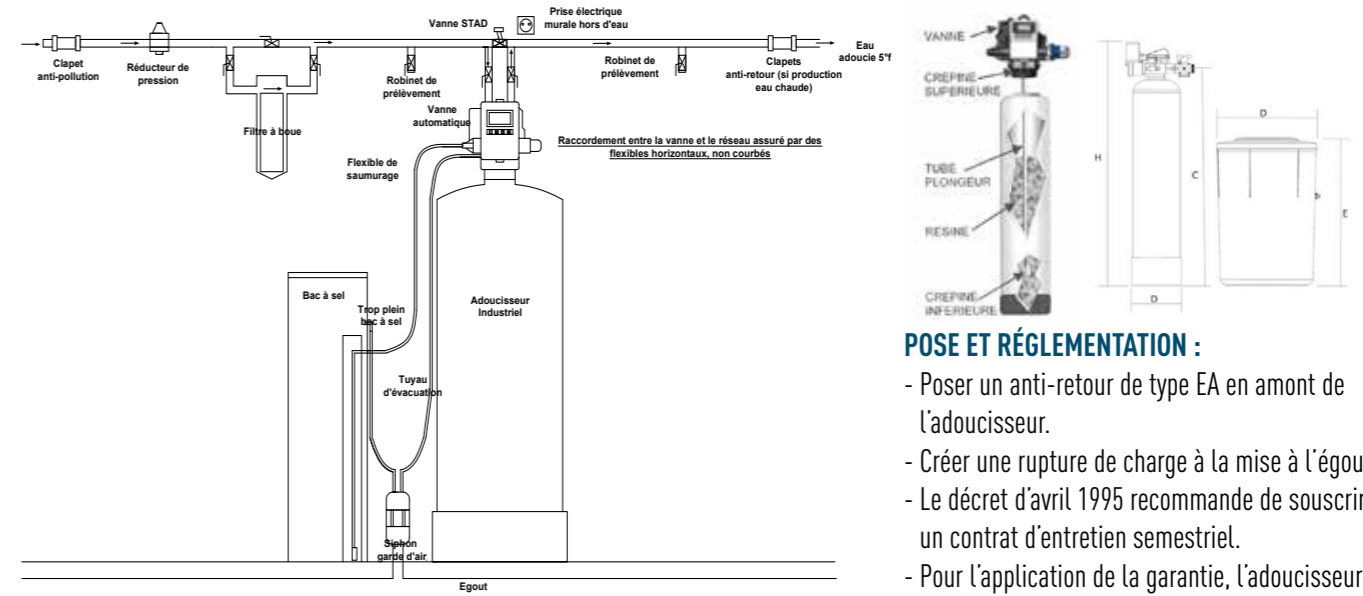 Prise électrique
murale hors d'eau
Vanne STAD
Clapet
anti-pollution
Réducteur de
pression
Filtre à boue
Robinet de
prélèvement
Vanne
automatique
Robinet de
prélèvement
Clapets
anti-retour (si production
eau chaude)
Eau
adoucie 5°f
Raccordement entre la vanne et le réseau assuré par des
flexibles horizontaux, non courbés
Flexible de
saumurage
Bac à sel
Trop plein
bac à sel
Adoucisseur
Industriel
Tuyau
d'évacuation
Siphon
garde d'air
Egout
VANNE
CREPINE
SUPERIEURE
TUBE
PLONGEUR
RESINE
CREPINE
INFERIEURE
H
D
C
D
E
POSE ET RÉGLEMENTATION :
- Poser un anti-retour de type EA en amont de
l'adoucisseur.
- Créer une rupture de charge à la mise à l'égou
- Le décret d'avril 1995 recommande de souscrir
un contrat d'entretien semestriel.
- Pour l'application de la garantie, l'adoucisseur